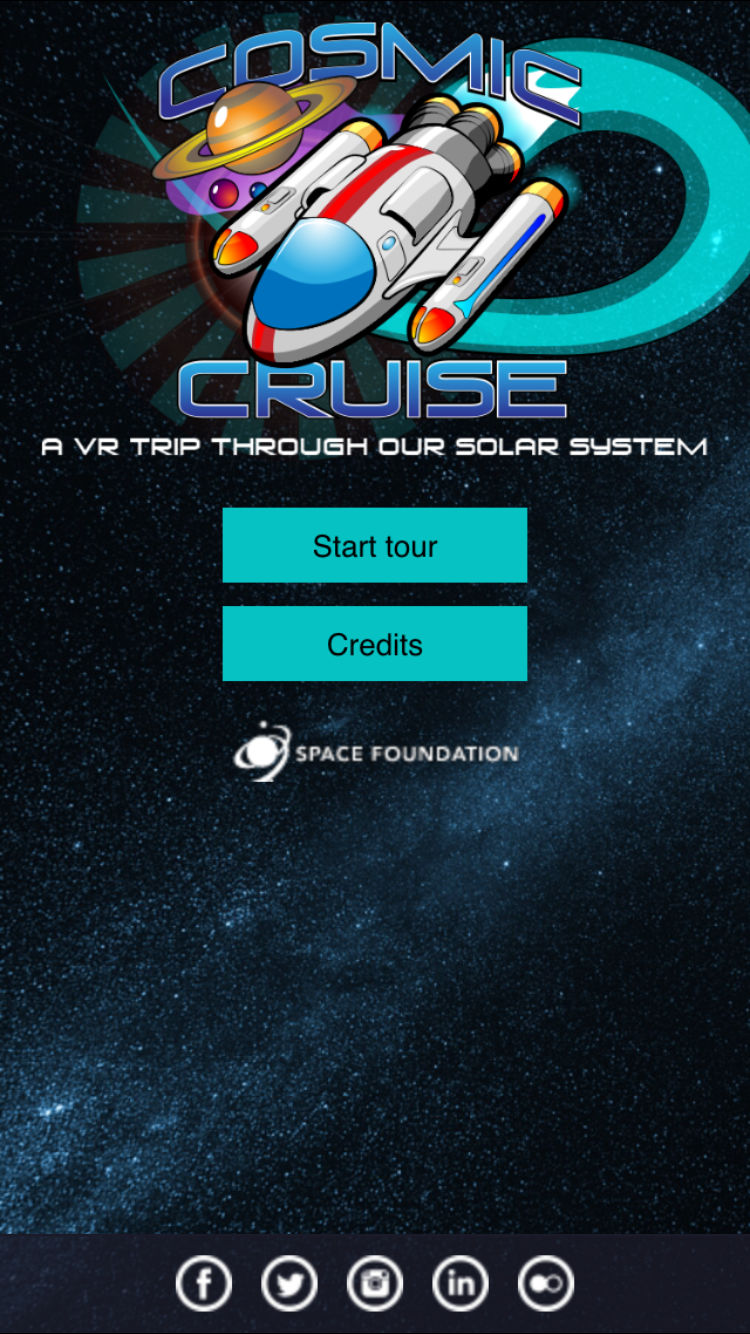 COSMIC
CRUISE
A VR TRIP THROUGH OUR SOLAR SYSTEM
Start tour
Credits
SPACE FOUNDATION
f
in